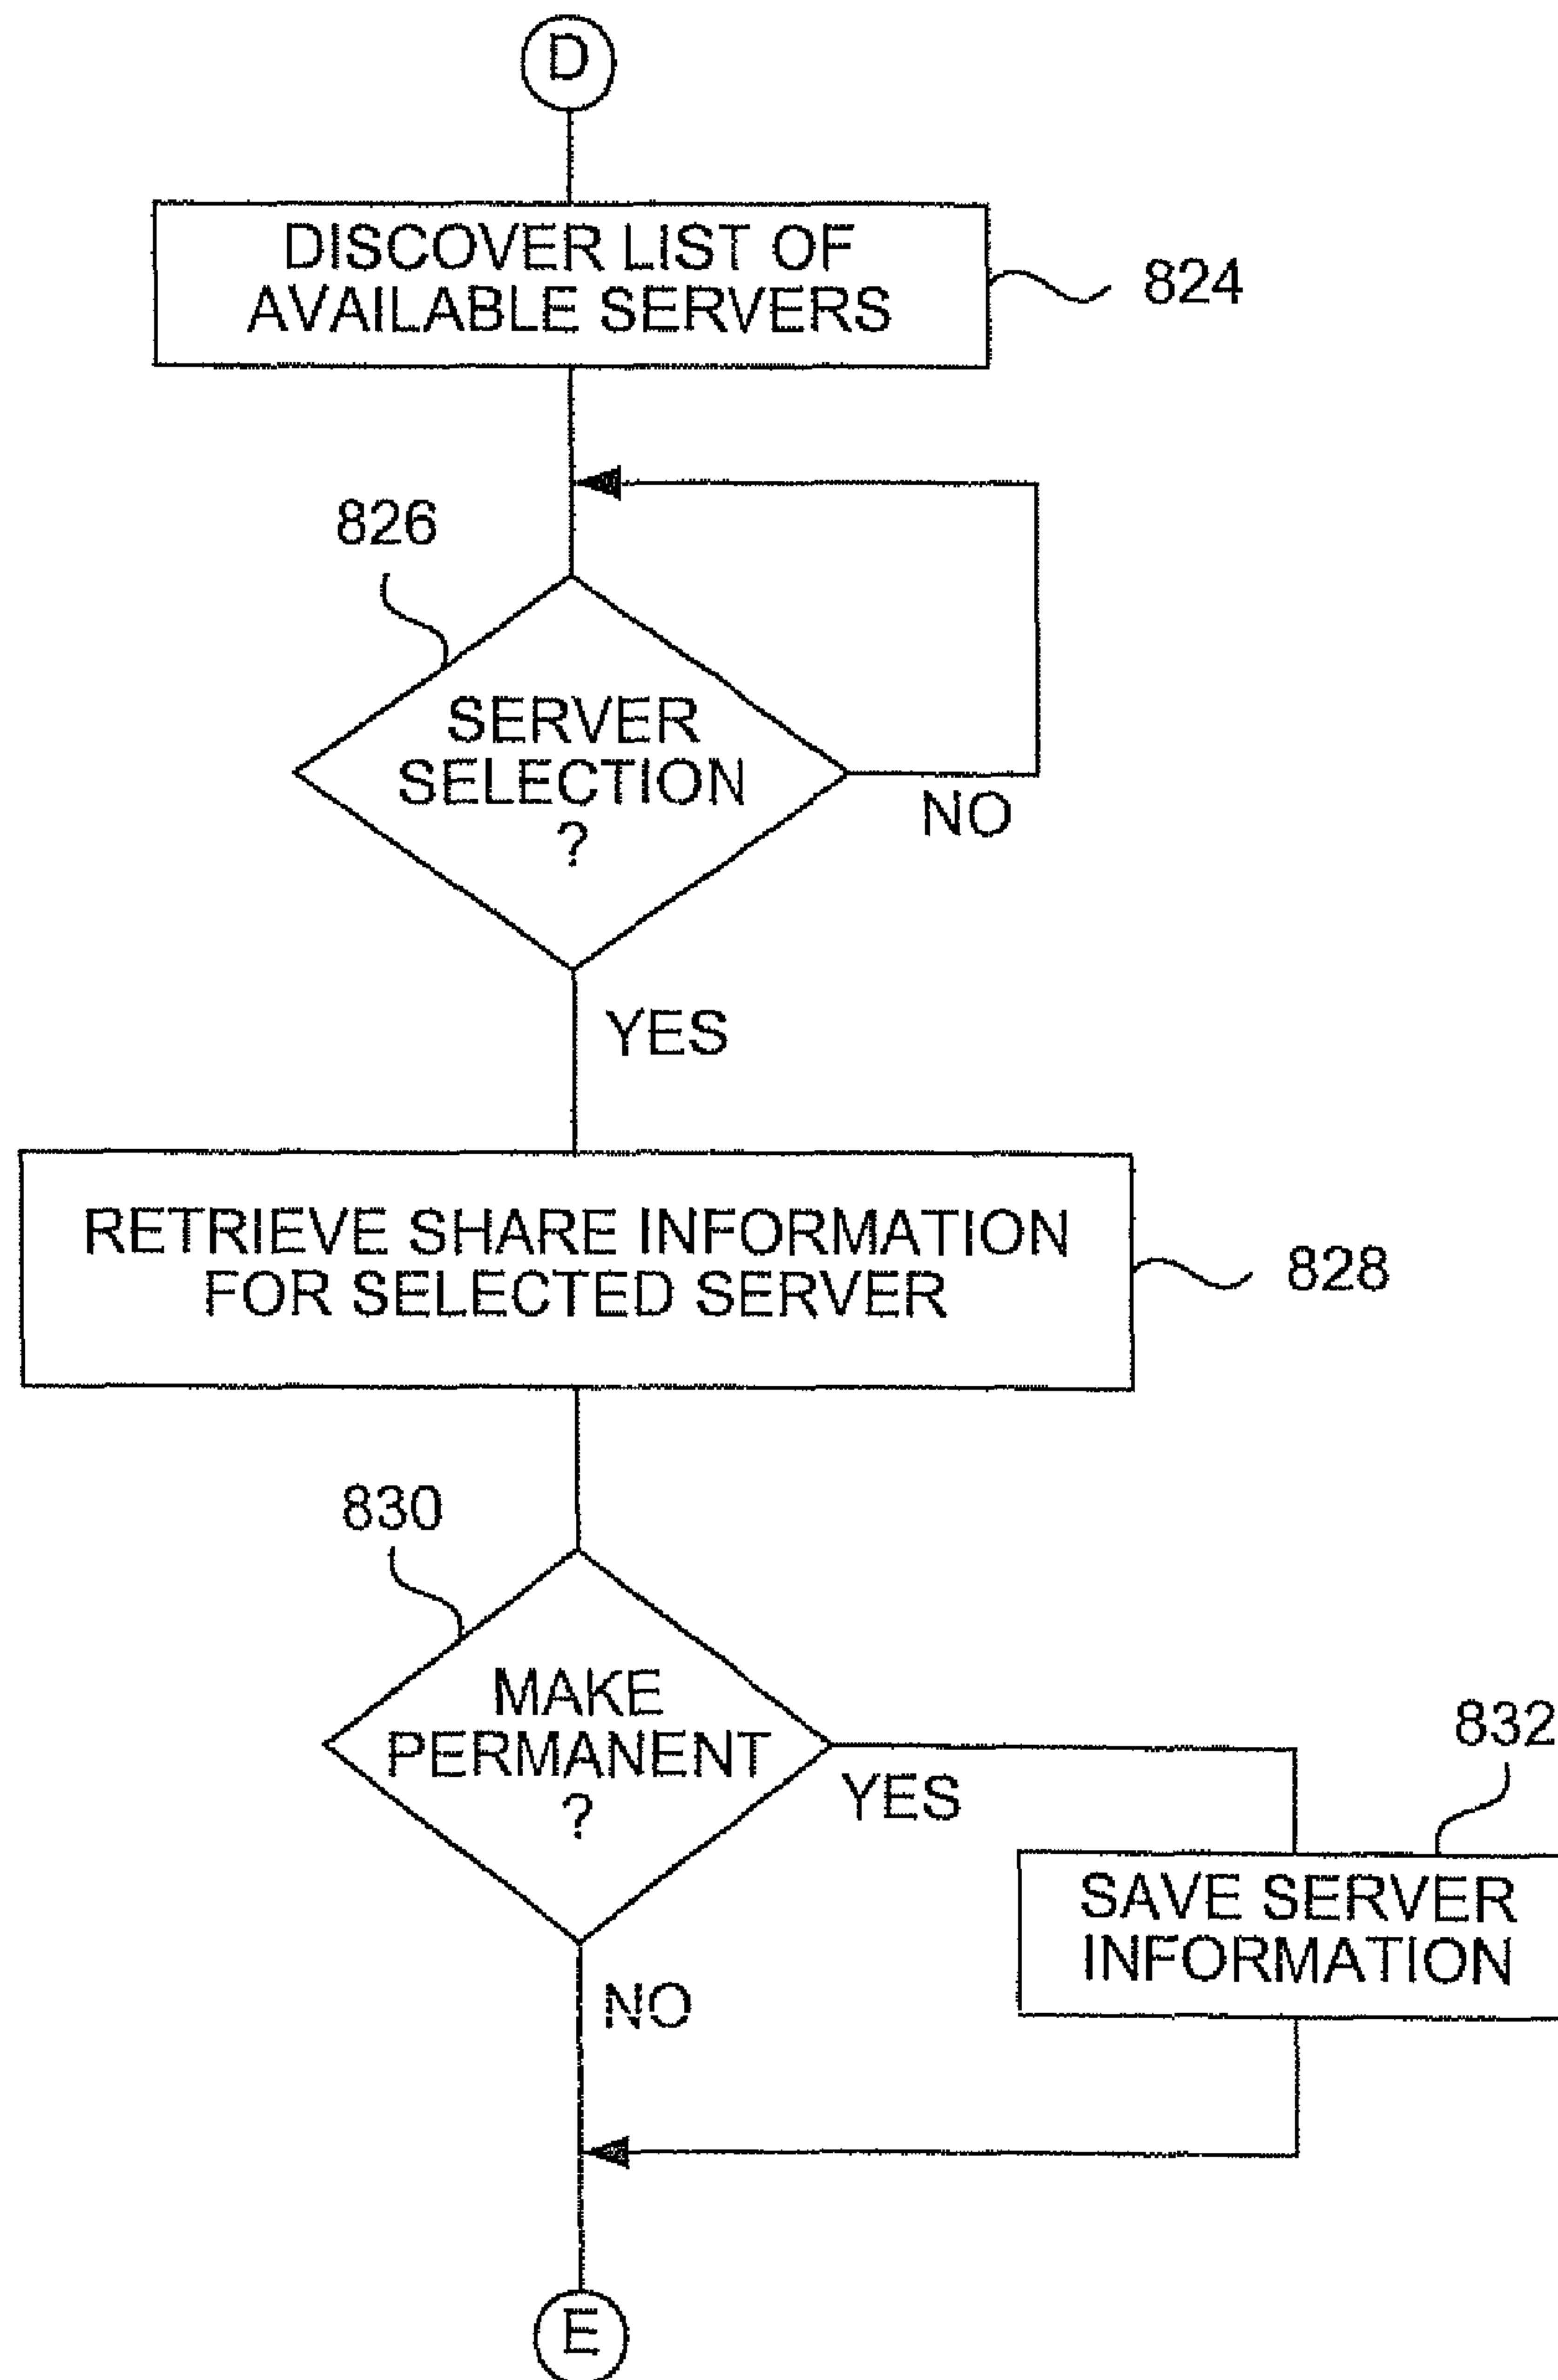 D
DISCOVER LIST OF
AVAILABLE SERVERS
824
826
SERVER
SELECTION
?
NO
YES
RETRIEVE SHARE INFORMATION
FOR SELECTED SERVER
828
830
MAKE
PERMANENT
?
YES
832
SAVE SERVER
INFORMATION
NO
E